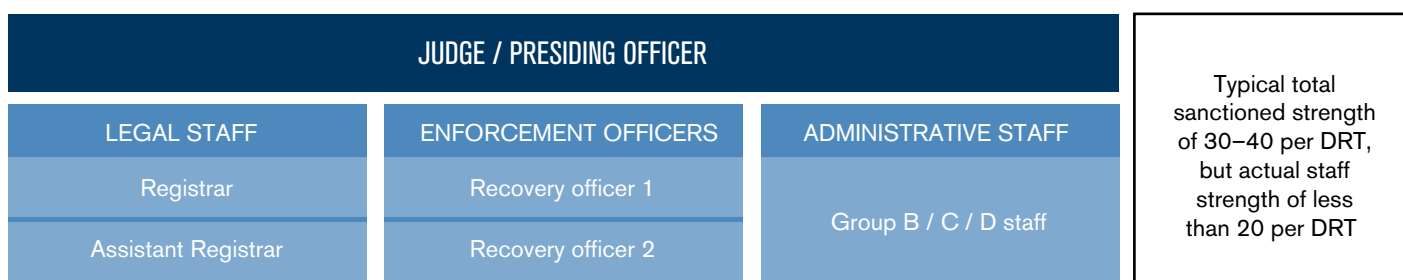 JUDGE / PRESIDING OFFICER
LEGAL STAFF
Registrar
Assistant Registrar
ENFORCEMENT OFFICERS
Recovery officer 1
Recovery officer 2
ADMINISTRATIVE STAFF
Group B / C / D staff
Typical total
sanctioned strength
of 30–40 per DRT,
but actual staff
strength of less
than 20 per DRT